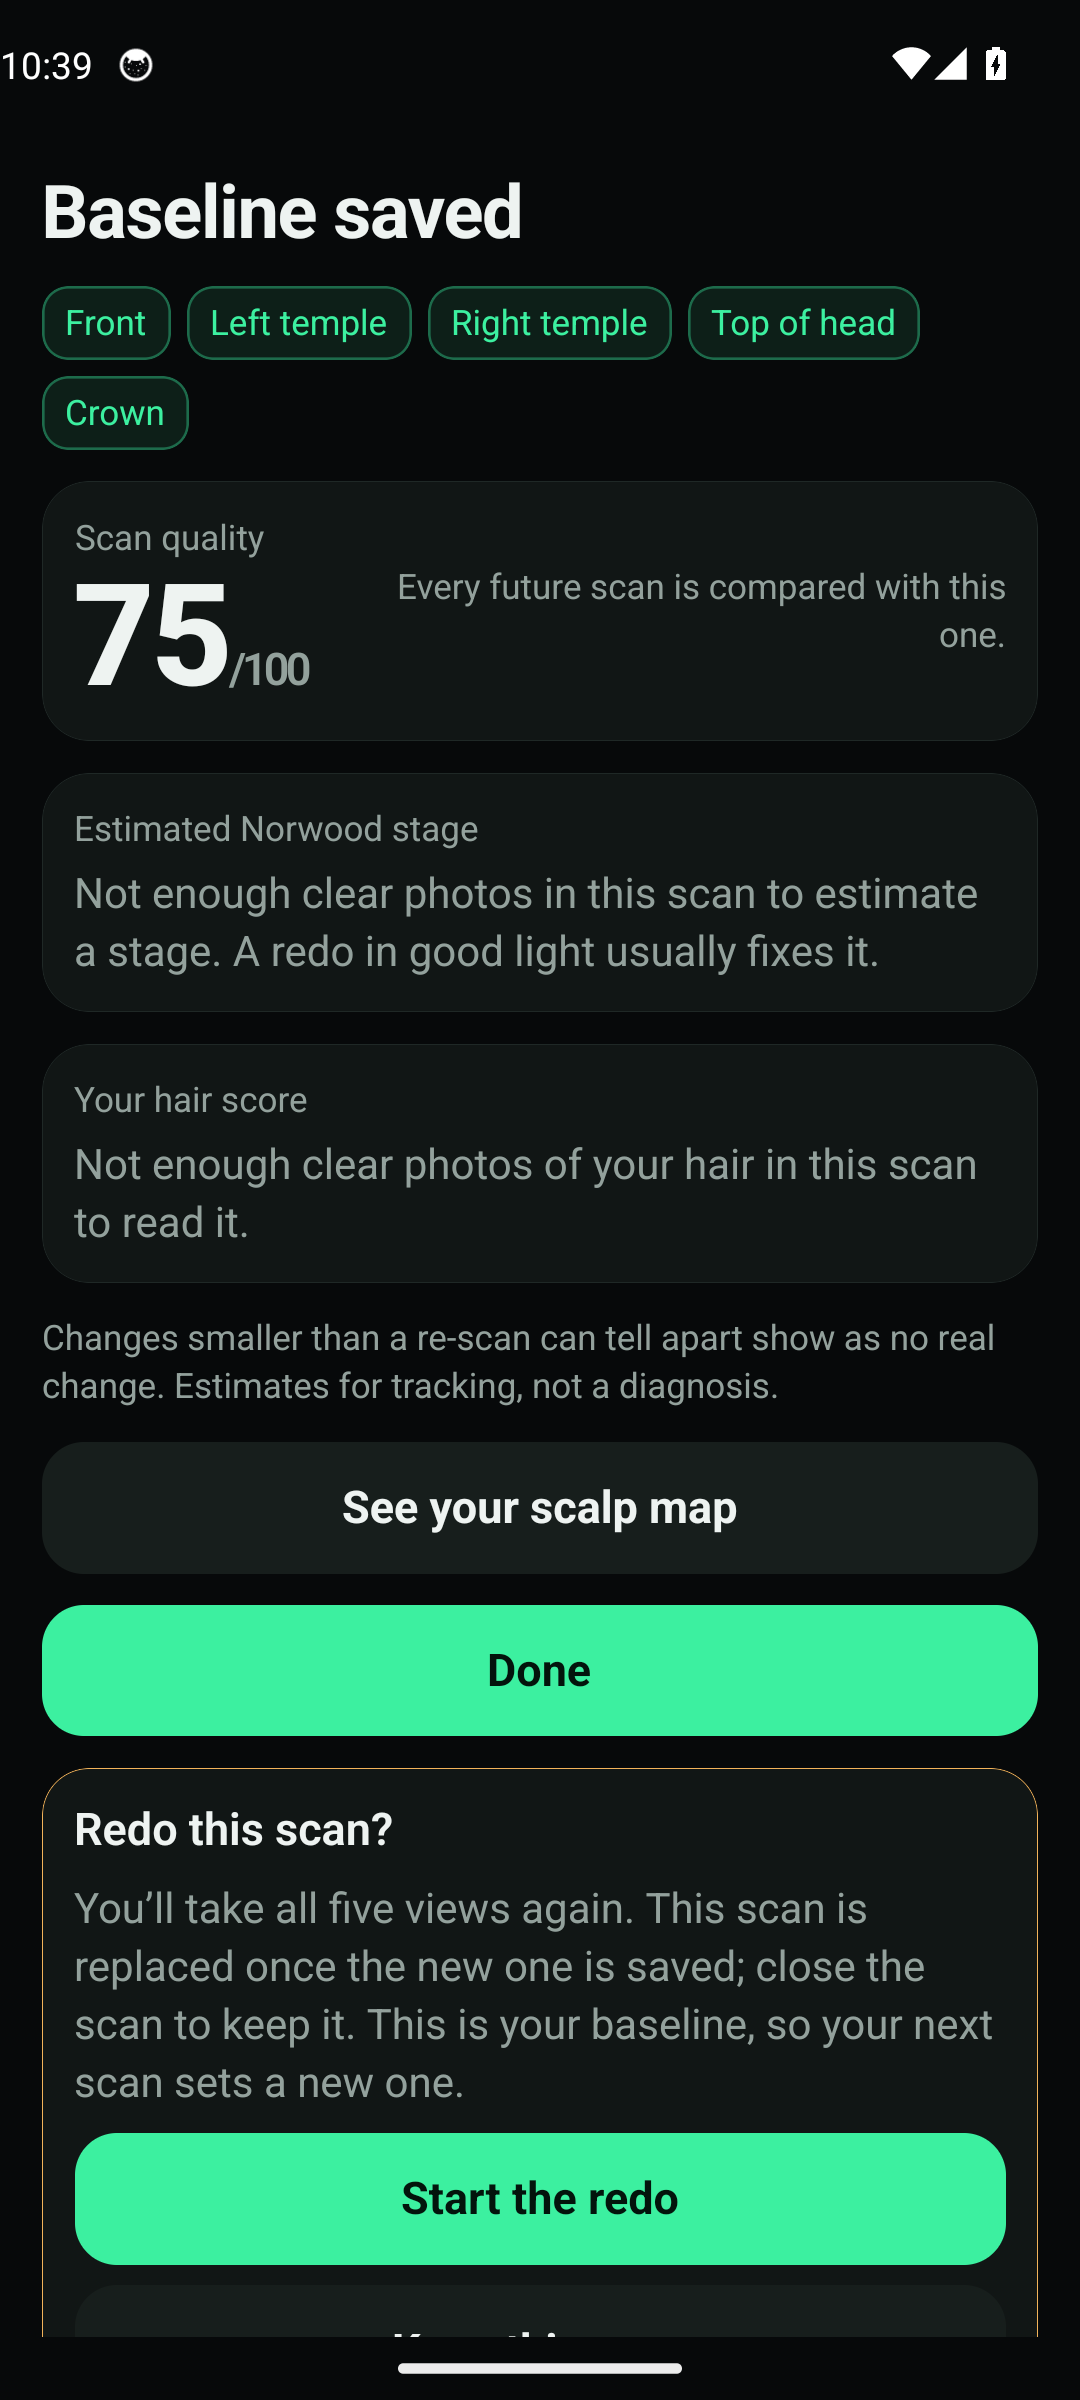 10:39
Baseline saved
Front
Left temple
Right temple
Top of head
Crown
Scan quality
75/100
Every future scan is compared with this
one.
Estimated Norwood stage
Not enough clear photos in this scan to estimate
a stage. A redo in good light usually fixes it.
Your hair score
Not enough clear photos of your hair in this scan
to read it.
Changes smaller than a re-scan can tell apart show as no real
change. Estimates for tracking, not a diagnosis.
See your scalp map
Done
Redo this scan?
You’ll take all five views again. This scan is
replaced once the new one is saved; close the
scan to keep it. This is your baseline, so your next
scan sets a new one.
Start the redo